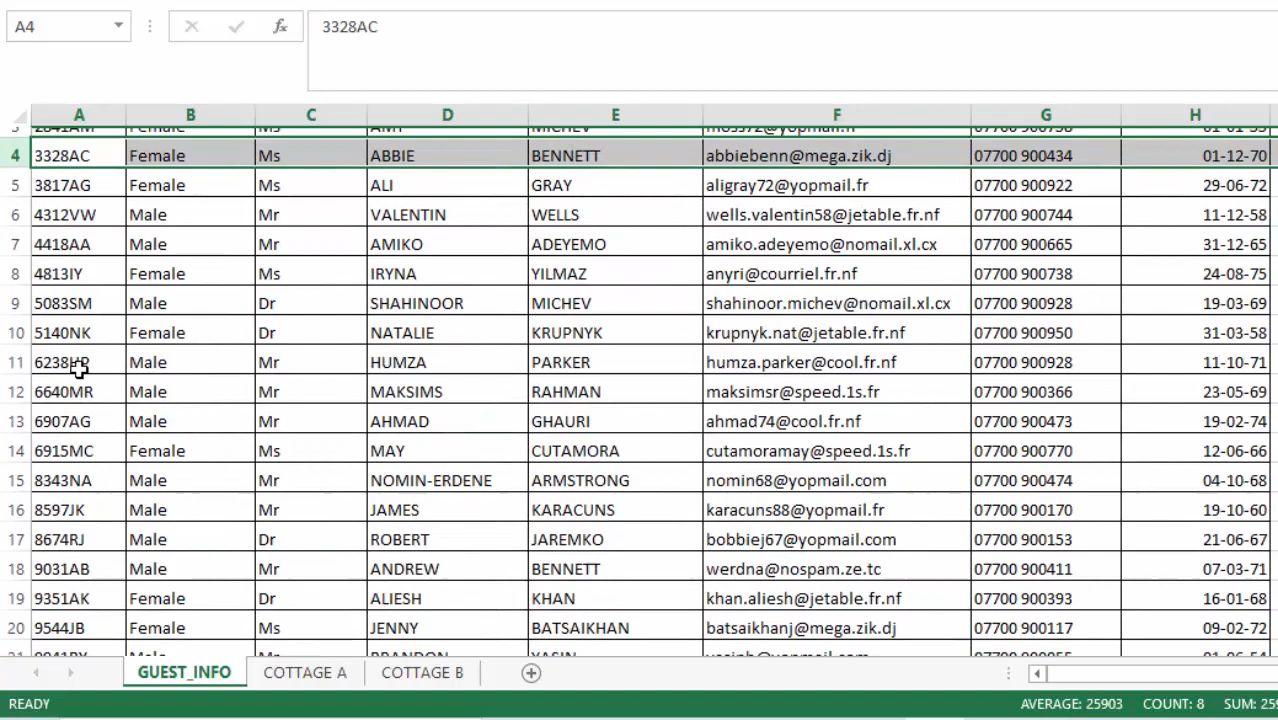 A4 fx 3328AC
A B C D E F G H
4 3328AC Female Ms ABBIE BENNETT abbiebenn@mega.zik.dj 07700 900434 01-12-70
5 3817AG Female Ms ALI GRAY aligray72@yopmail.fr 07700 900922 29-06-72
6 4312VW Male Mr VALENTIN WELLS wells.valentin58@jetable.fr.nf 07700 900744 11-12-58
7 4418AA Male Mr AMIKO ADEYEMO amiko.adeyemo@nomail.xl.cx 07700 900665 31-12-65
8 4813IY Female Ms IRYNA YILMAZ anyri@courriel.fr.nf 07700 900738 24-08-75
9 5083SM Male Dr SHAHINOOR MICHEV shahinoor.michev@nomail.xl.cx 07700 900928 19-03-69
10 5140NK Female Dr NATALIE KRUPNYK krupnyk.nat@jetable.fr.nf 07700 900950 31-03-58
11 Male Mr HUMZA PARKER humza.parker@cool.fr.nf 07700 900928 11-10-71
12 6640MR Male Mr MAKSIMS RAHMAN maksimsr@speed.1s.fr 07700 900366 23-05-69
13 6907AG Male Mr AHMAD GHAURI ahmad74@cool.fr.nf 07700 900473 19-02-74
14 6915MC Female Ms MAY CUTAMORA cutamoramay@speed.1s.fr 07700 900770 12-06-66
15 8343NA Male Mr NOMIN-ERDENE ARMSTRONG nomin68@yopmail.com 07700 900474 04-10-68
16 8597JK Male Mr JAMES KARACUNS karacuns88@yopmail.fr 07700 900170 19-10-60
17 8674RJ Male Dr ROBERT JAREMKO bobbiej67@yopmail.com 07700 900153 21-06-67
18 9031AB Male Mr ANDREW BENNETT werdna@nospam.ze.tc 07700 900411 07-03-71
19 9351AK Female Dr ALIESH KHAN khan.aliesh@jetable.fr.nf 07700 900393 16-01-68
20 9544JB Female Ms JENNY BATSAIKHAN batsaikhanj@mega.zik.dj 07700 900117 09-02-72
GUEST_INFO COTTAGE A COTTAGE B
READY AVERAGE: 25903 COUNT: 8 SUM: